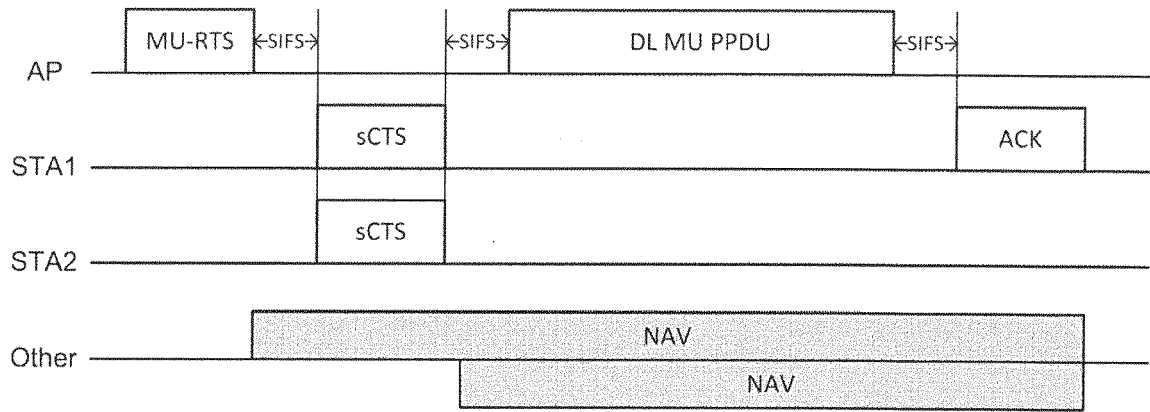 MU-RTS SIFS SIFS DL MU PPDU SIFS
AP
sCTS ACK
STA1
sCTS
STA2
NAV
Other
NAV